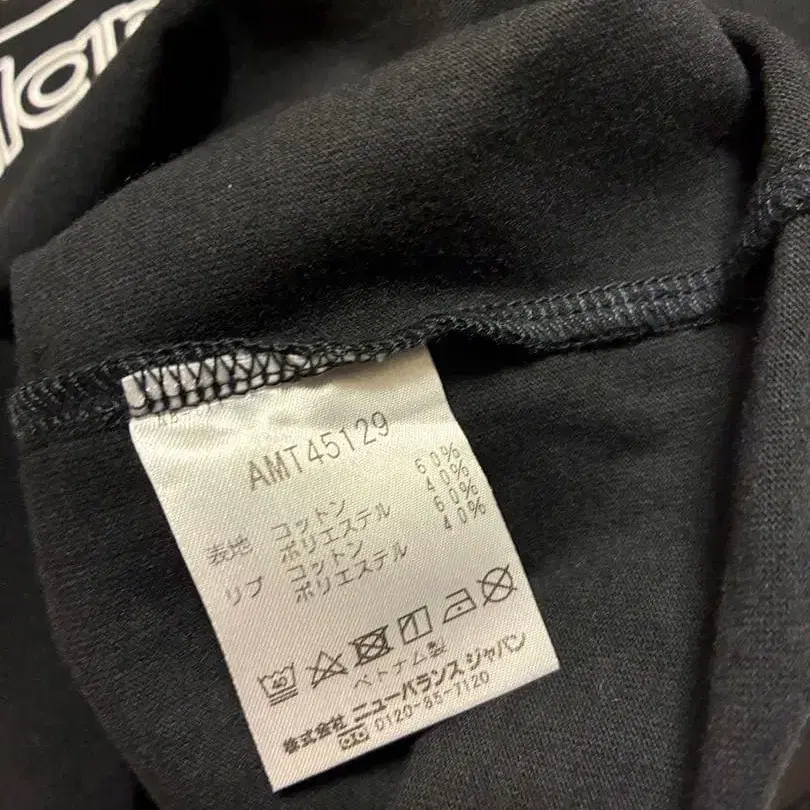 AMT45129
表地 コットン 60%
ポリエステル 40%
リブ コットン 60%
ポリエステル 40%
40
ベトナム製
株式会社 ニューバランス ジャパン
0120-85-7120